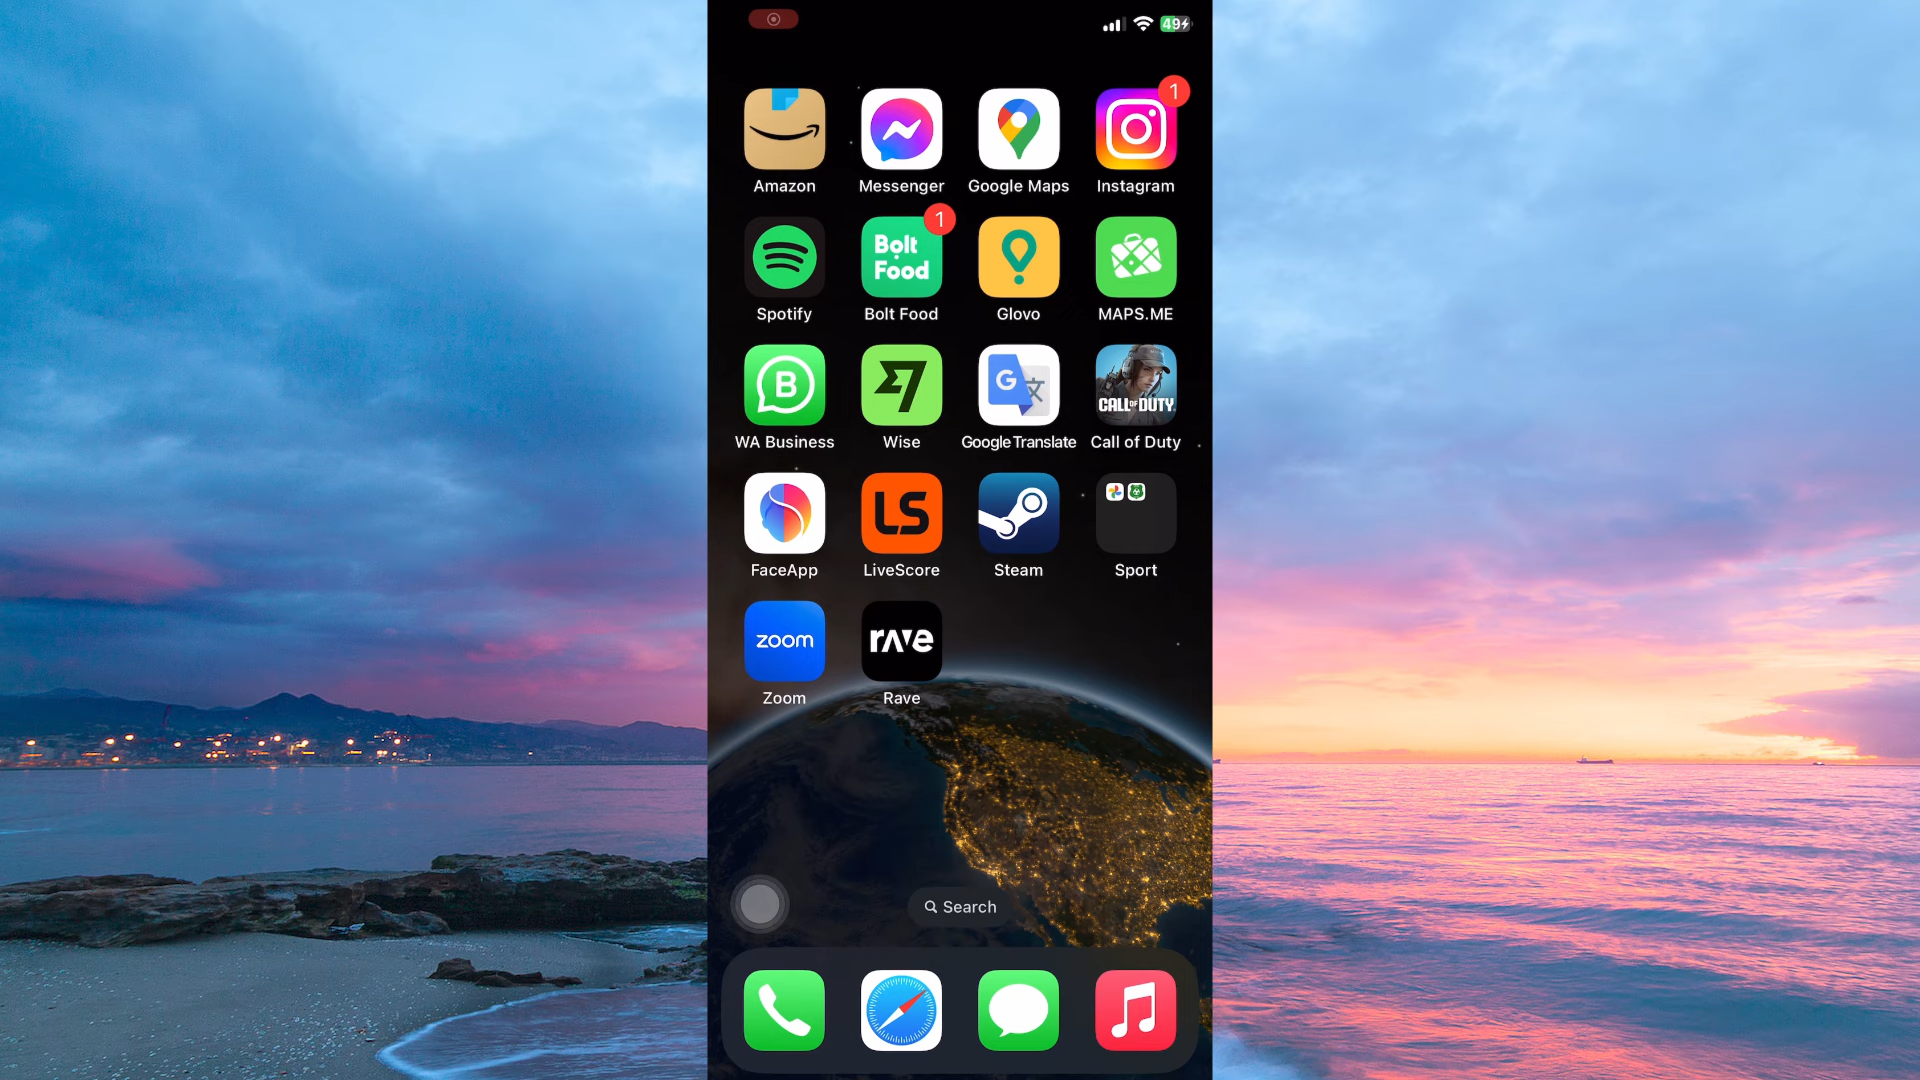 49
1
Amazon Messenger Google Maps Instagram
1
Bolt
Food
Spotify Bolt Food Glovo MAPS.ME
B
G 文
CALL OF DUTY
WA Business Wise Google Translate Call of Duty
LS
FaceApp LiveScore Steam Sport
zoom rave
Zoom Rave
Search